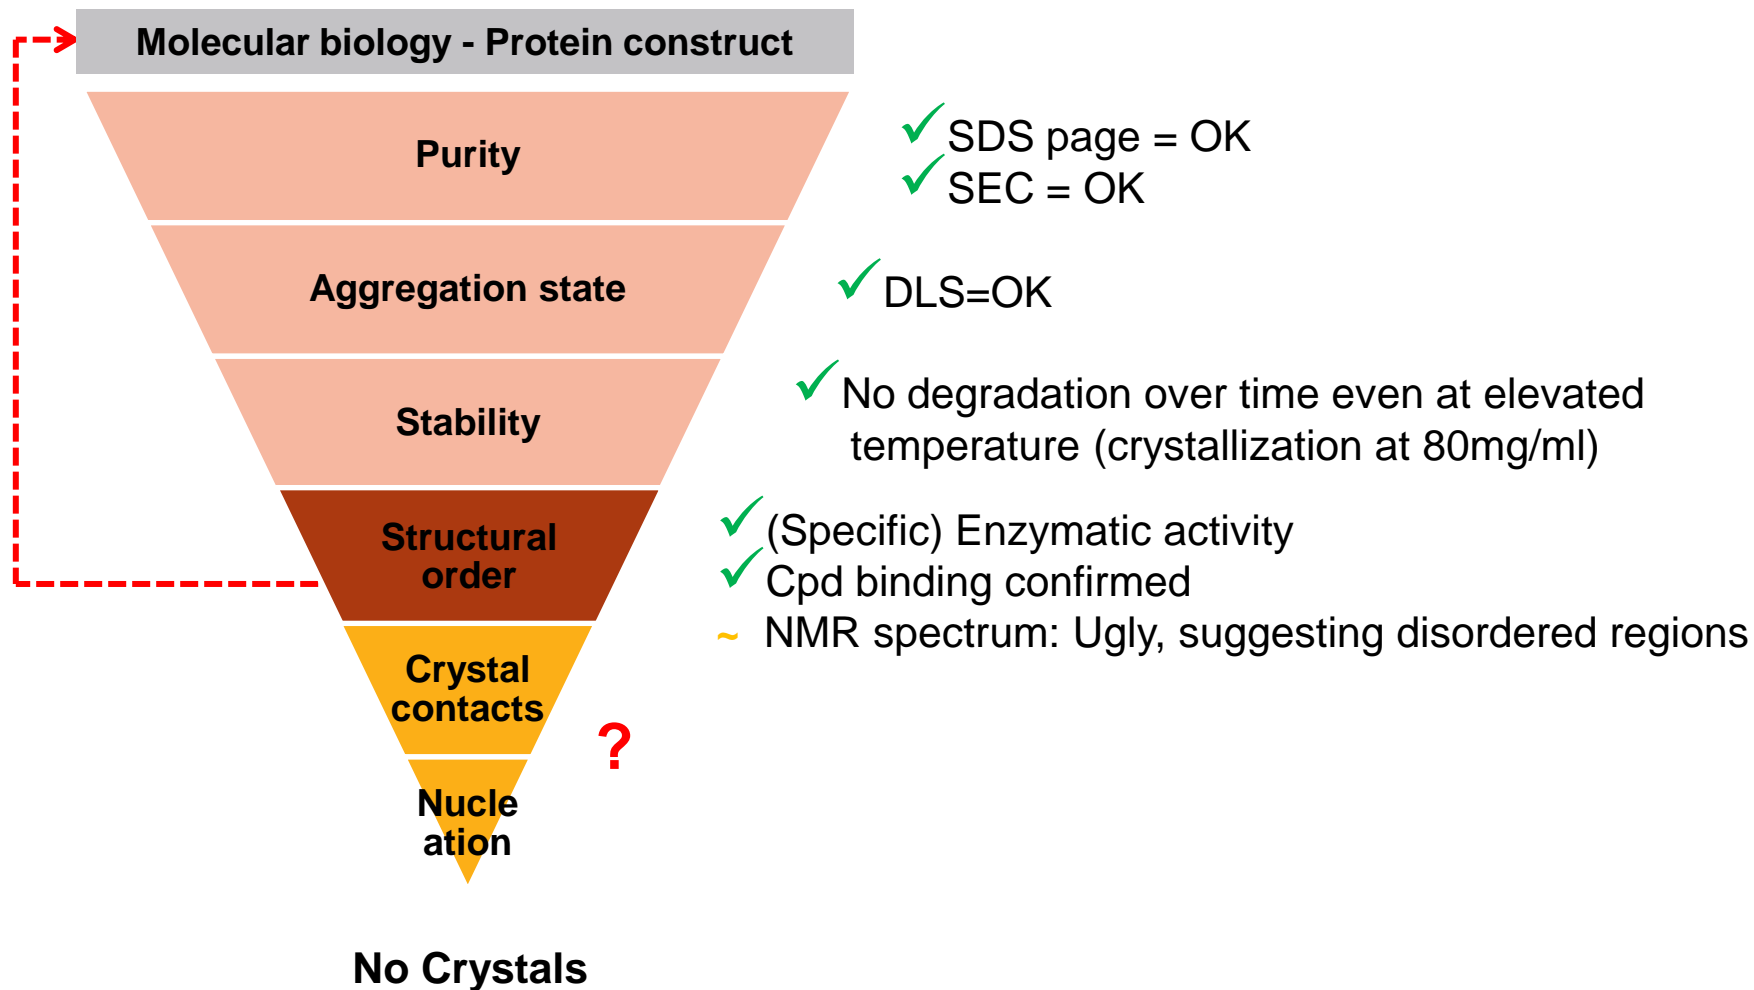 Molecular biology - Protein construct
Purity
✓SDS page = OK
✓SEC = OK
Aggregation state
✓DLS=OK
Stability
✓No degradation over time even at elevated
temperature (crystallization at 80mg/ml)
Structural
order
✓(Specific) Enzymatic activity
✓Cpd binding confirmed
~ NMR spectrum: Ugly, suggesting disordered regions
Crystal
contacts
?
Nucle
ation
No Crystals